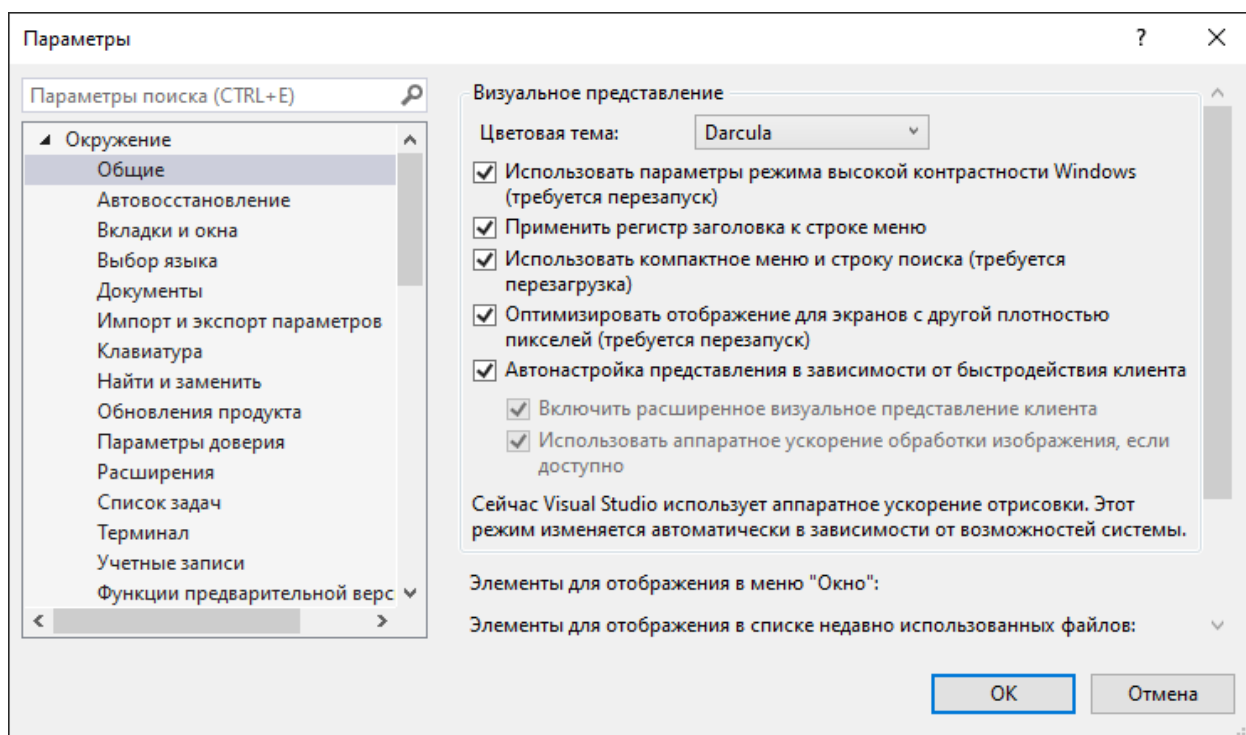 Параметры
?
Параметры поиска (CTRL+E)
Окружение
Общие
Автовосстановление
Вкладки и окна
Выбор языка
Документы
Импорт и экспорт параметров
Клавиатура
Найти и заменить
Обновления продукта
Параметры доверия
Расширения
Список задач
Терминал
Учетные записи
Функции предварительной верс
Визуальное представление
Цветовая тема:
Darcula
Использовать параметры режима высокой контрастности Windows
(требуется перезапуск)
Применить регистр заголовка к строке меню
Использовать компактное меню и строку поиска (требуется
перезагрузка)
Оптимизировать отображение для экранов с другой плотностью
пикселей (требуется перезапуск)
Автонастройка представления в зависимости от быстродействия клиента
Включить расширенное визуальное представление клиента
Использовать аппаратное ускорение обработки изображения, если
доступно
Сейчас Visual Studio использует аппаратное ускорение отрисовки. Этот
режим изменяется автоматически в зависимости от возможностей системы.
Элементы для отображения в меню "Окно":
Элементы для отображения в списке недавно использованных файлов:
ОК
Отмена